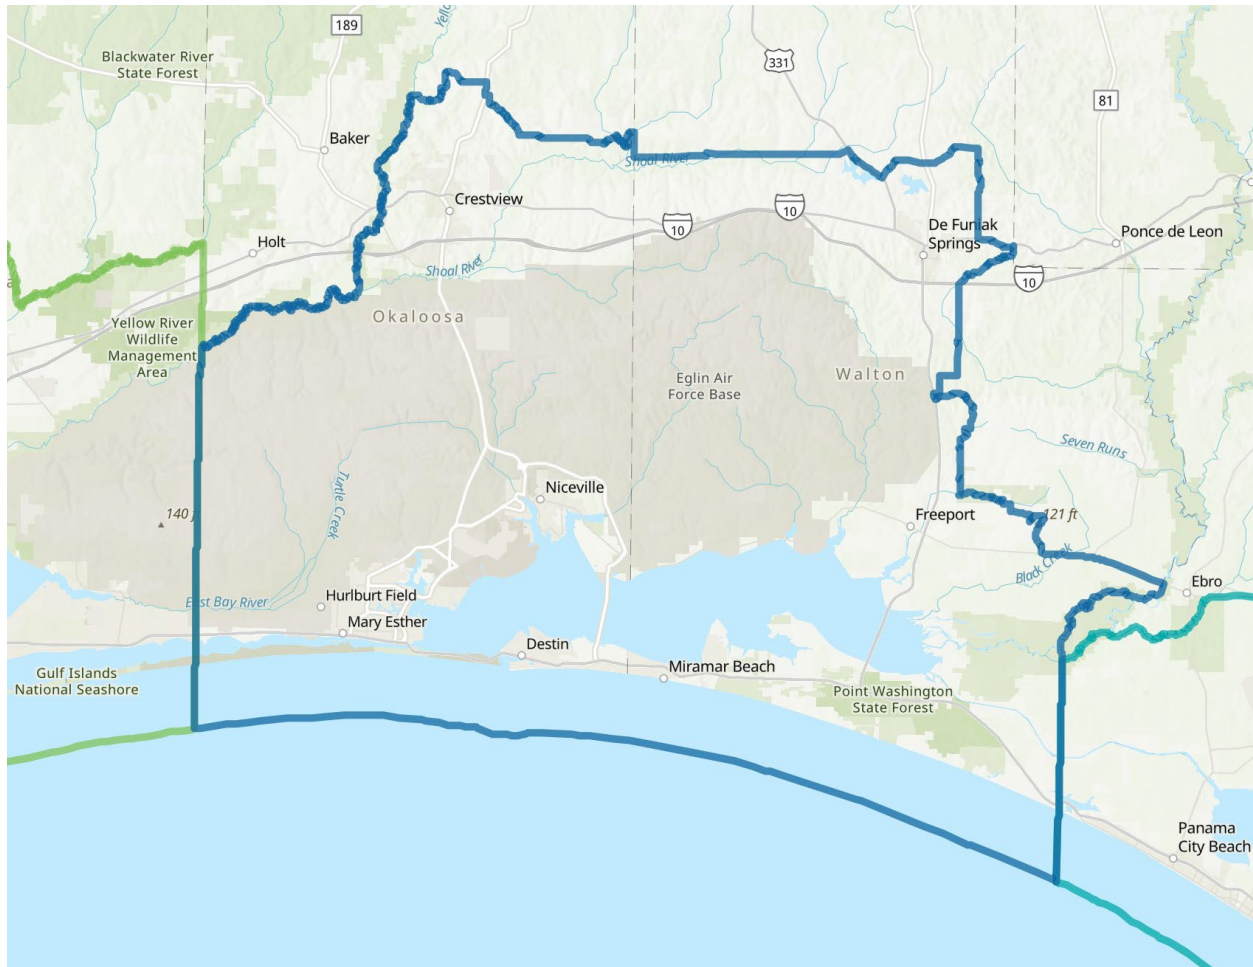 Yellow
189
Blackwater River
State Forest
331
81
Baker
Shoal River
Crestview
10
10
De Funiak
Springs
Ponce de Leon
Holt
Shoal River
10
Yellow River
Wildlife
Management
Area
Okaloosa
Eglin Air
Force Base
Walton
Seven Runs
Turtle Creek
Niceville
140 f
Freeport
121 ft
Black Creek
Ebro
East Bay River
Hurlburt Field
Mary Esther
Destin
Miramar Beach
Gulf Islands
National Seashore
Point Washington
State Forest
Panama
City Beach